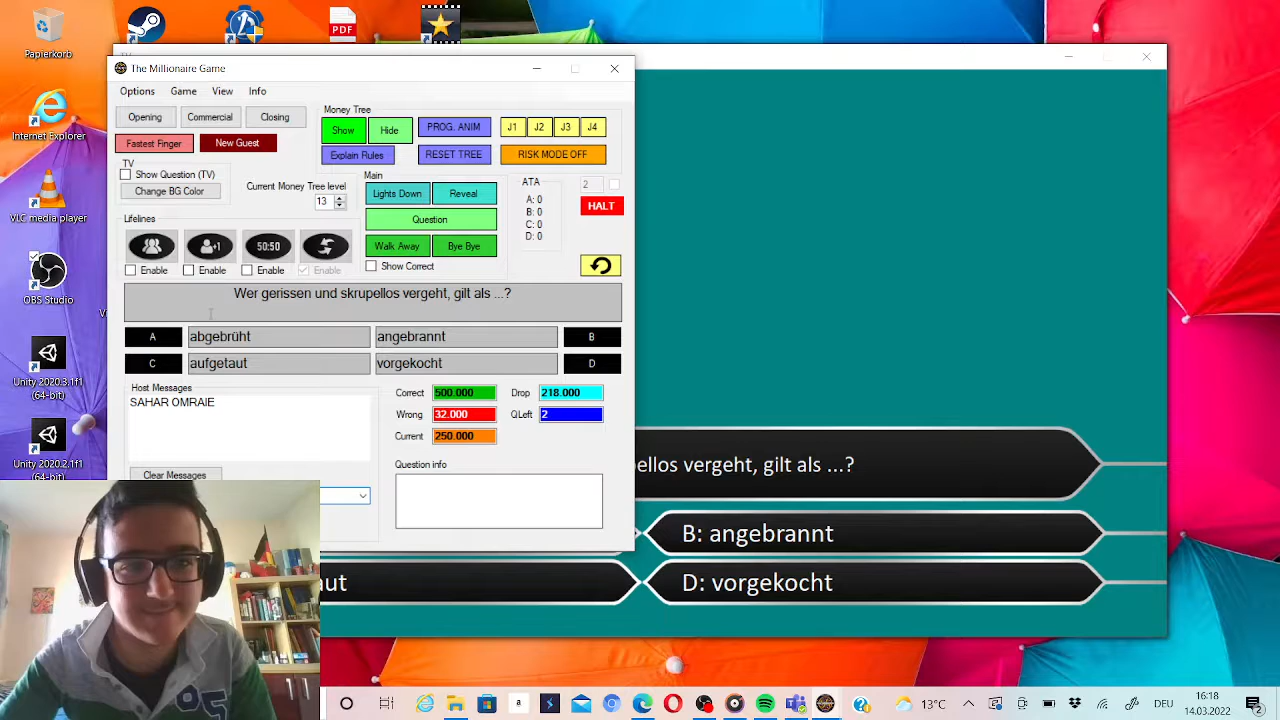 PDF
Papierkorb
Internet Explorer
VLC media player
OBS Studio
Unity 2020.3.1f1
(64-bit)
Unity 2020.2.1f1
(64-bit)
The Millionaire Game
Options Game View Info
Opening Commercial Closing
Fastest Finger New Guest
TV
Show Question (TV)
Change BG Color
Current Money Tree level
13
Money Tree
Show Hide PROG. ANIM J1 J2 J3 J4
Explain Rules RESET TREE RISK MODE OFF
Main
Lights Down Reveal
Question
Walk Away Bye Bye
Show Correct
ATA
A: 0
B: 0
C: 0
D: 0
2
HALT
Lifelines
+1 50:50
Enable Enable Enable Enable
Wer gerissen und skrupellos vergeht, gilt als ...?
A abgebrüht angebrannt B
C aufgetaut vorgekocht D
Host Messages
SAHAR OMRAIE
Clear Messages
Correct 500.000 Drop 218.000
Wrong 32.000 QLeft 2
Current 250.000
Question info
ellos vergeht, gilt als ...?
B: angebrannt
aut D: vorgekocht
13°C DEU 16:18
14.03.2022 2